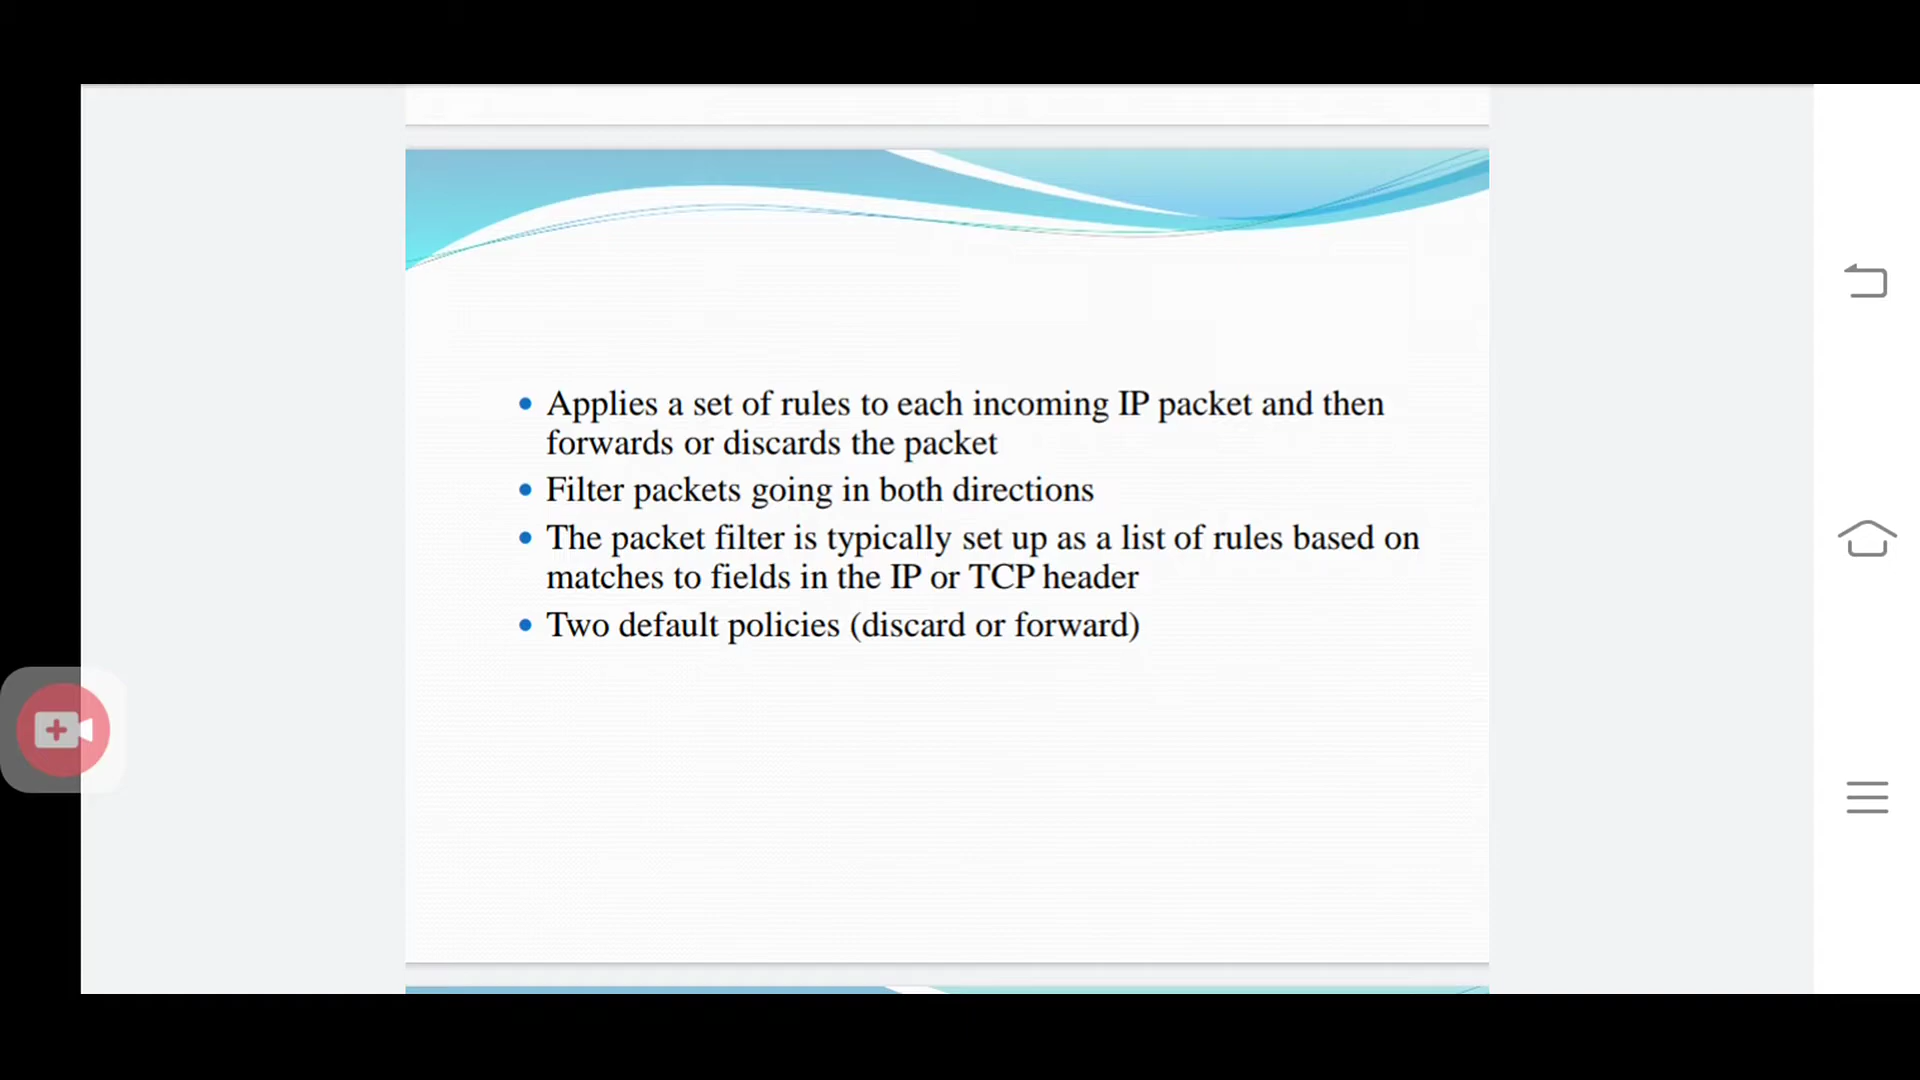 Applies a set of rules to each incoming IP packet and then
forwards or discards the packet
Filter packets going in both directions
The packet filter is typically set up as a list of rules based on
matches to fields in the IP or TCP header
Two default policies (discard or forward)